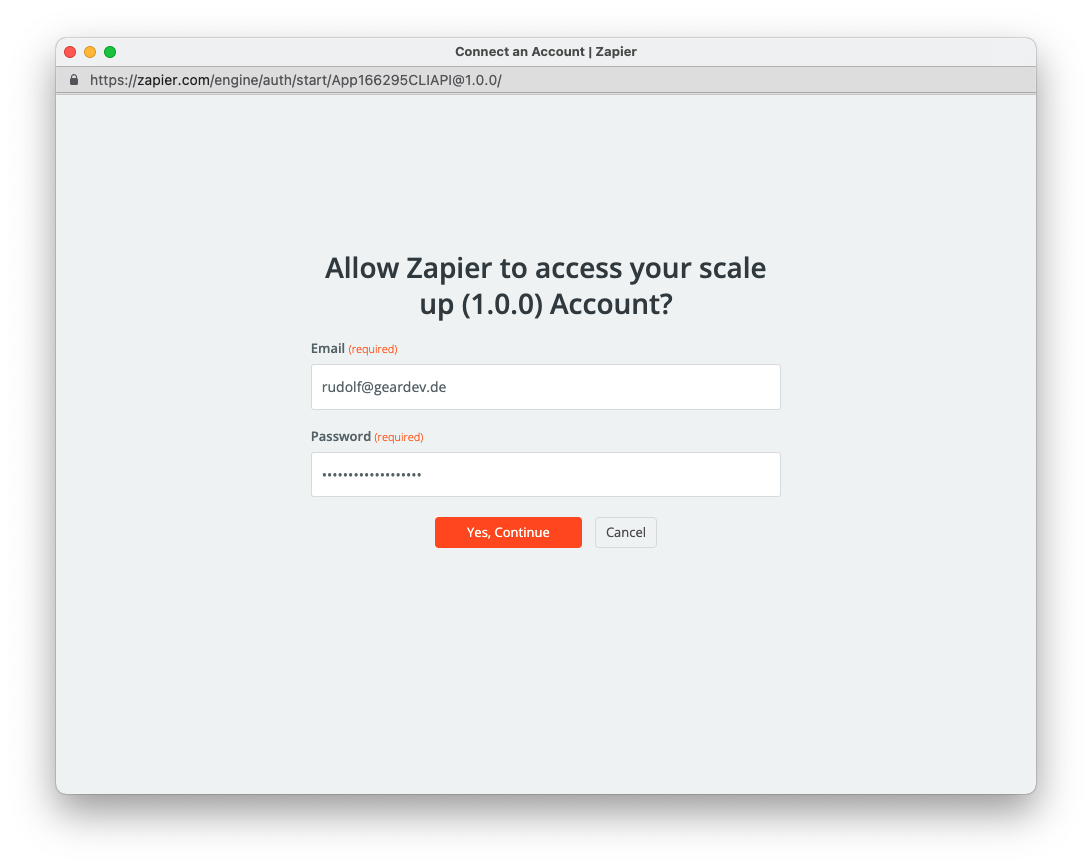 Connect an Account | Zapier
https://zapier.com/engine/auth/start/App166295CLIAPI@1.0.0/
Allow Zapier to access your scale
up (1.0.0) Account?
Email (required)
rudolf@geardev.de
Password (required)
•••••••••••••••••••
Yes, Continue
Cancel